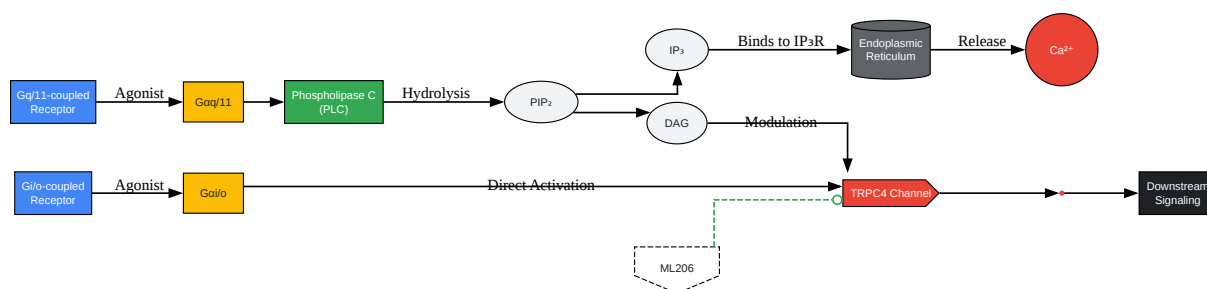 IP₃
Binds to IP₃R
Endoplasmic
Reticulum
Release
Ca²⁺
Gq/11-coupled
Receptor
Agonist
Gαq/11
Phospholipase C
(PLC)
Hydrolysis
PIP₂
DAG
Modulation
Gi/o-coupled
Receptor
Agonist
Gαi/o
Direct Activation
TRPC4 Channel
Downstream
Signaling
ML206